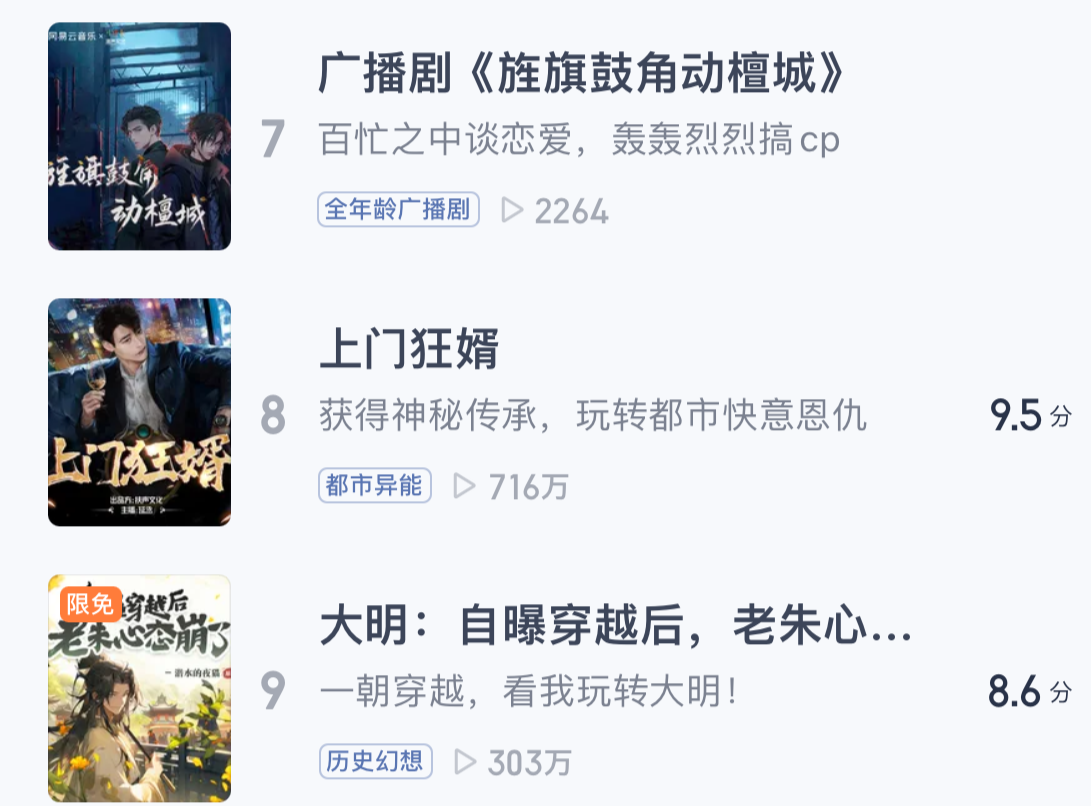 网易云音乐×
旌旗鼓角
动檀城
7
广播剧《旌旗鼓角动檀城》
百忙之中谈恋爱，轰轰烈烈搞cp
全年龄广播剧 2264
上门狂婿
出品方:
主播:
8
上门狂婿
获得神秘传承，玩转都市快意恩仇
都市异能 716万
9.5分
限免
穿越后
老朱心态崩了
-潜水的夜猫
9
大明：自曝穿越后，老朱心...
一朝穿越，看我玩转大明！
历史幻想 303万
8.6分